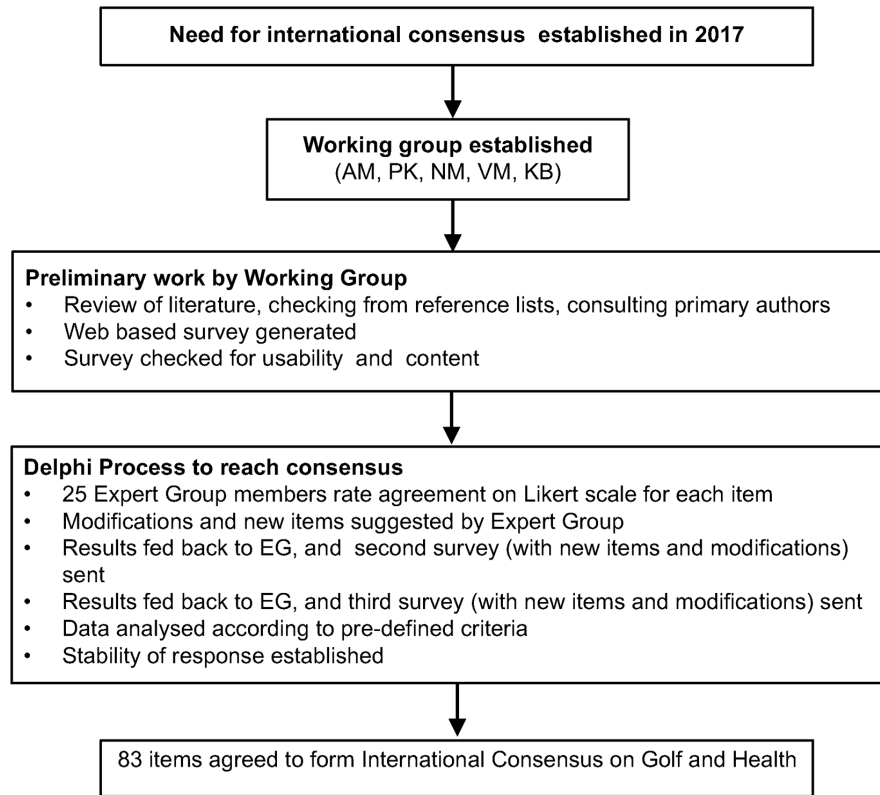 Need for international consensus established in 2017
Working group established
(AM, PK, NM, VM, KB)
Preliminary work by Working Group
• Review of literature, checking from reference lists, consulting primary authors
• Web based survey generated
• Survey checked for usability and content
Delphi Process to reach consensus
• 25 Expert Group members rate agreement on Likert scale for each item
• Modifications and new items suggested by Expert Group
• Results fed back to EG, and second survey (with new items and modifications)
sent
• Results fed back to EG, and third survey (with new items and modifications) sent
• Data analysed according to pre-defined criteria
• Stability of response established
83 items agreed to form International Consensus on Golf and Health